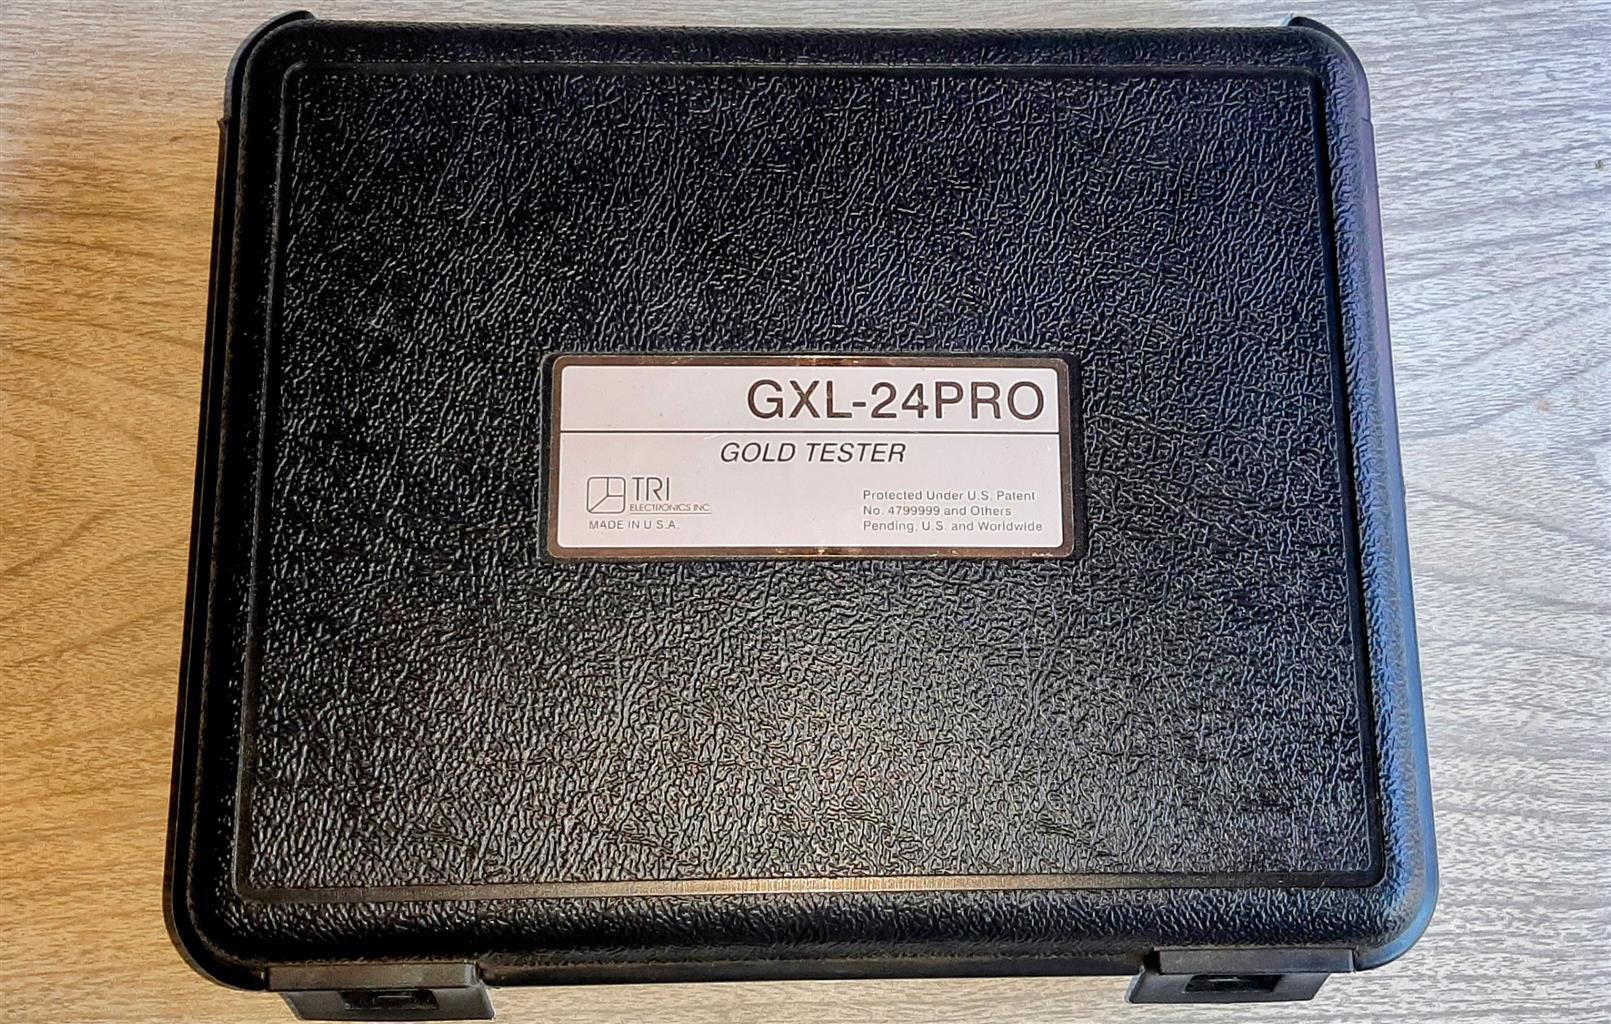 GXL-24PRO
GOLD TESTER
TRI
ELECTRONICS INC.
MADE IN U.S.A.
Protected Under U.S. Patent
No. 4799999 and Others
Pending, U.S. and Worldwide